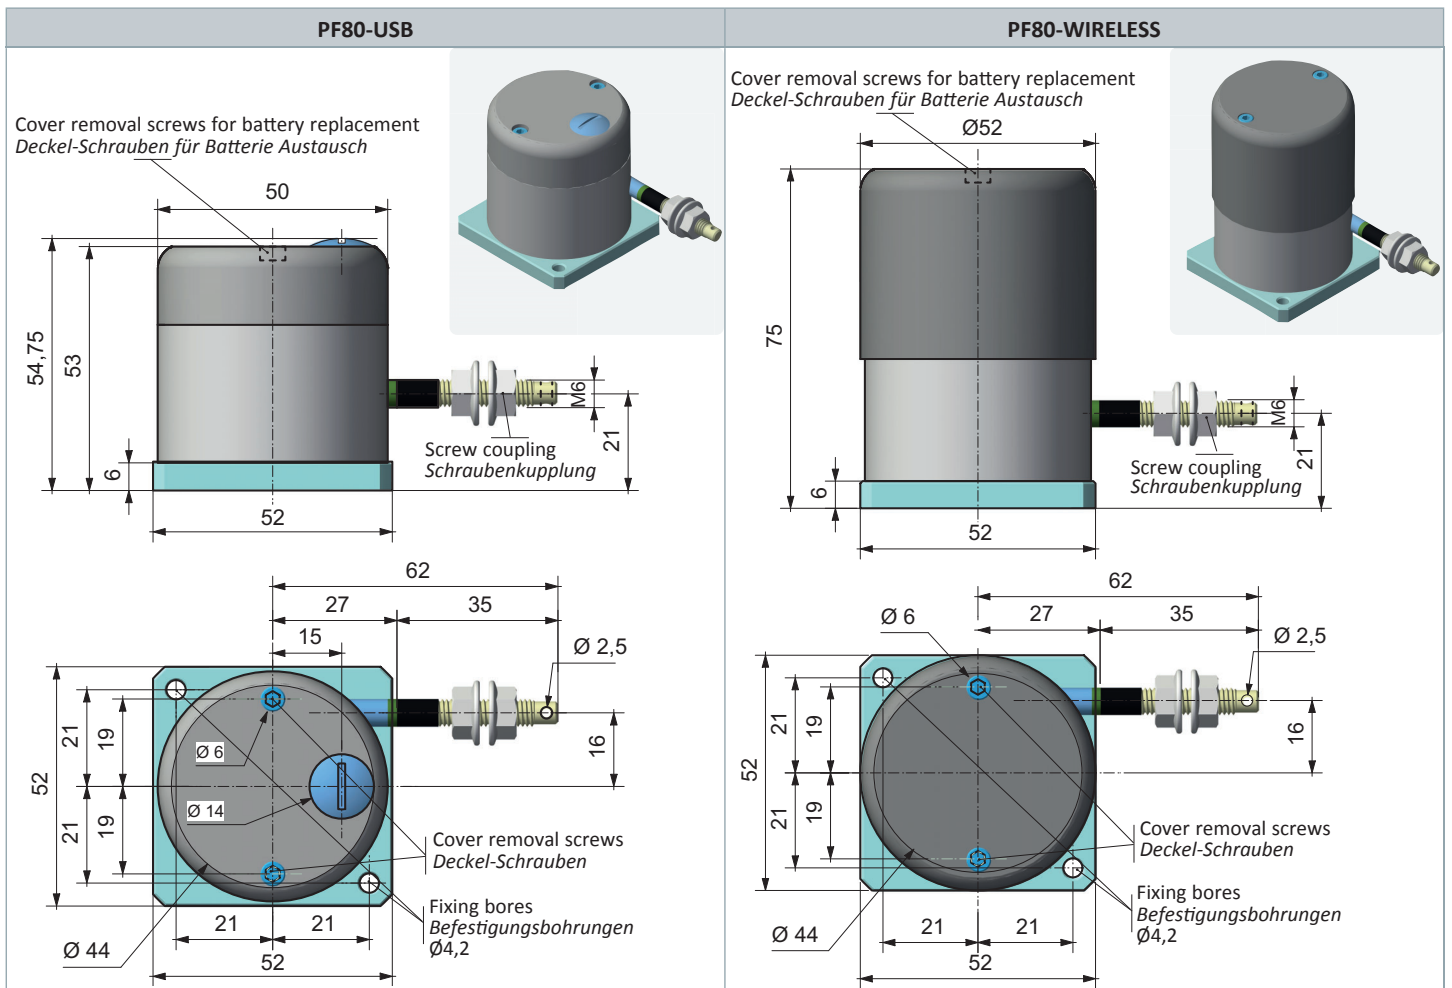 PF80-USB
Cover removal screws for battery replacement
Deckel-Schrauben für Batterie Austausch
50
54,75
53
6
M6
21
Screw coupling
Schraubenkupplung
52
62
27
35
15
Ø 2,5
21
19
Ø 6
16
52
Ø 14
21
19
Cover removal screws
Deckel-Schrauben
Fixing bores
Befestigungsbohrungen
Ø4,2
21
21
Ø 44
52
PF80-WIRELESS
Cover removal screws for battery replacement
Deckel-Schrauben für Batterie Austausch
Ø52
75
M6
21
Screw coupling
Schraubenkupplung
6
52
62
27
35
Ø 6
Ø 2,5
21
19
16
52
21
19
Cover removal screws
Deckel-Schrauben
Fixing bores
Befestigungsbohrungen
Ø4,2
21
21
Ø 44
52